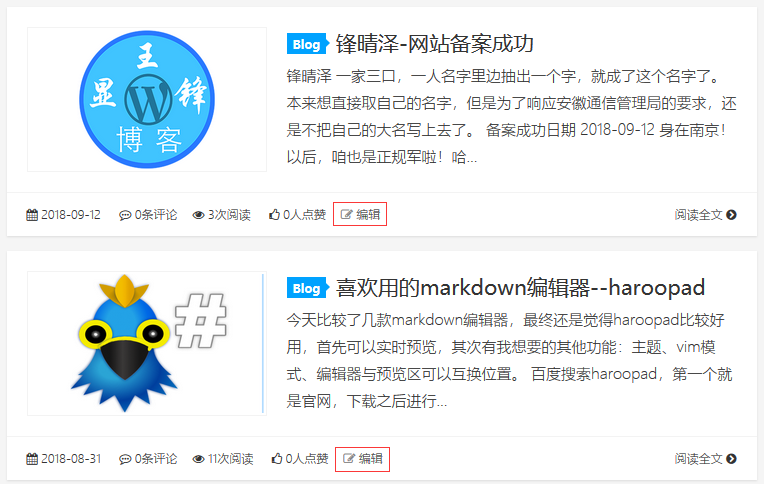 王
显 锋
W
博 客
Blog 锋晴泽-网站备案成功
锋晴泽 一家三口，一人名字里边抽出一个字，就成了这个名字了。
本来想直接取自己的名字，但是为了响应安徽通信管理局的要求，还
是不把自己的大名写上去了。 备案成功日期 2018-09-12 身在南京！
以后，咱也是正规军啦！哈...
2018-09-12 0条评论 3次阅读 0人点赞 编辑 阅读全文
#
Blog 喜欢用的markdown编辑器--haroopad
今天比较了几款markdown编辑器，最终还是觉得haroopad比较好
用，首先可以实时预览，其次有我想要的其他功能：主题、vim模
式、编辑器与预览区可以互换位置。 百度搜索haroopad，第一个就
是官网，下载之后进行...
2018-08-31 0条评论 11次阅读 0人点赞 编辑 阅读全文